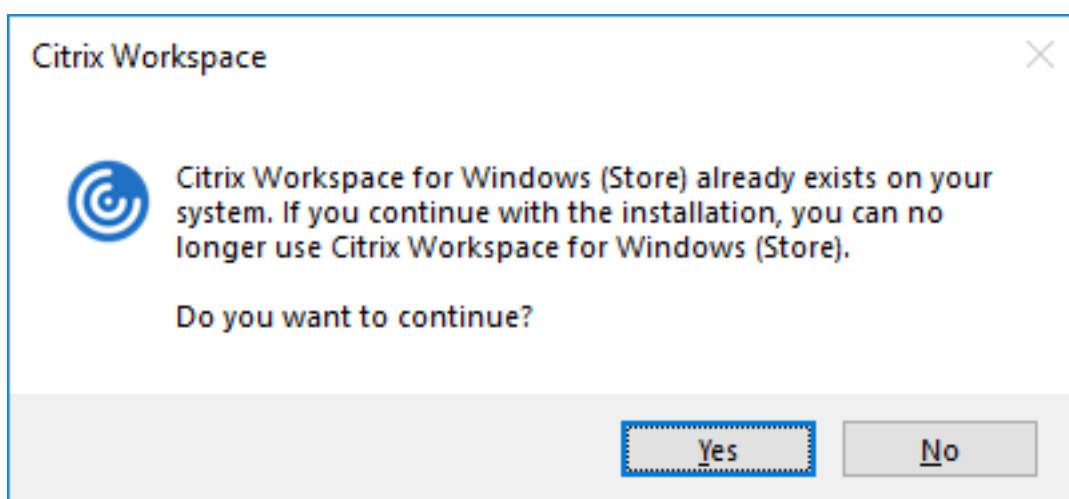 Citrix Workspace
Citrix Workspace for Windows (Store) already exists on your
system. If you continue with the installation, you can no
longer use Citrix Workspace for Windows (Store).
Do you want to continue?
Yes
No